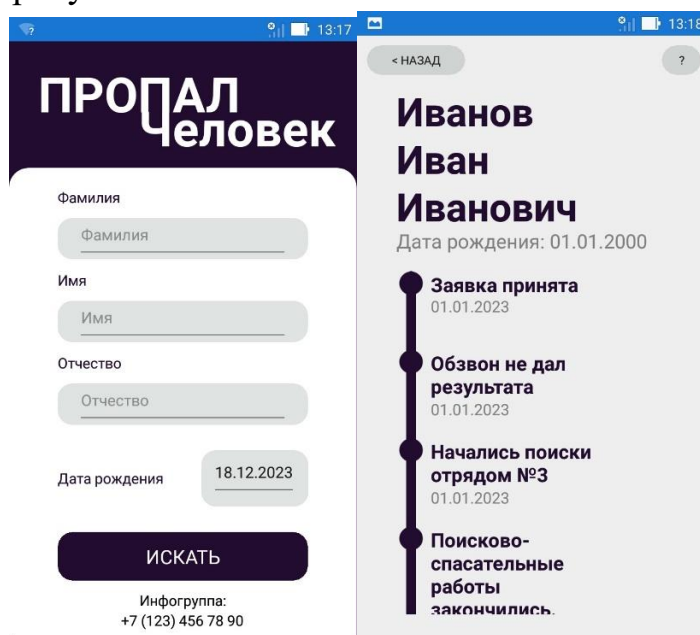 13:17
ПРОПАЛ
Человек
Фамилия
Фамилия
Имя
Имя
Отчество
Отчество
Дата рождения
18.12.2023
ИСКАТЬ
Инфогруппа:
+7 (123) 456 78 90
13:18
< НАЗАД
?
Иванов
Иван
Иванович
Дата рождения: 01.01.2000
Заявка принята
01.01.2023
Обзвон не дал
результата
01.01.2023
Начались поиски
отрядом №3
01.01.2023
Поисково-
спасательные
работы
закончились.